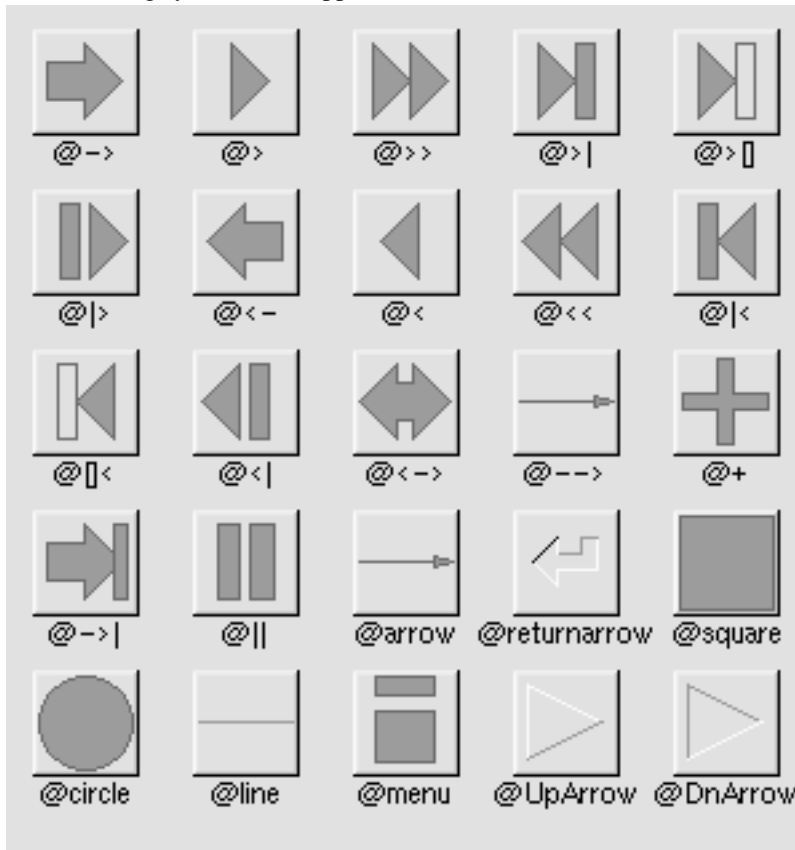 @-> @> @>> @>| @>[]
@|> @<- @< @<< @|<
@[]< @<| @<-> @--> @+
@->| @|| @arrow @returnarrow @square
@circle @line @menu @UpArrow @DnArrow